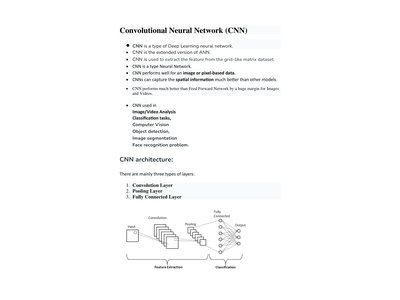 Convolutional Neural Network (CNN)
CNN is a type of Deep Learning neural network.
CNN is the extended version of ANN.
CNN is used to extract the feature from the grid-like matrix dataset.
CNN is a type Neural Network.
CNN performs well for an image or pixel-based data.
CNNs can capture the spatial information much better than other models.
CNN performs much better than Feed Forward Network by a huge margin for Images
and Videos.
CNN used in
Image/Video Analysis
Classification tasks,
Computer Vision
Object detection,
Image segmentation
Face recognition problem.
CNN architecture:
There are mainly three types of layers:
1. Convolution Layer
2. Pooling Layer
3. Fully Connected Layer
Fully
Connected
Convolution
Pooling
Input
Output
Feature Extraction
Classification